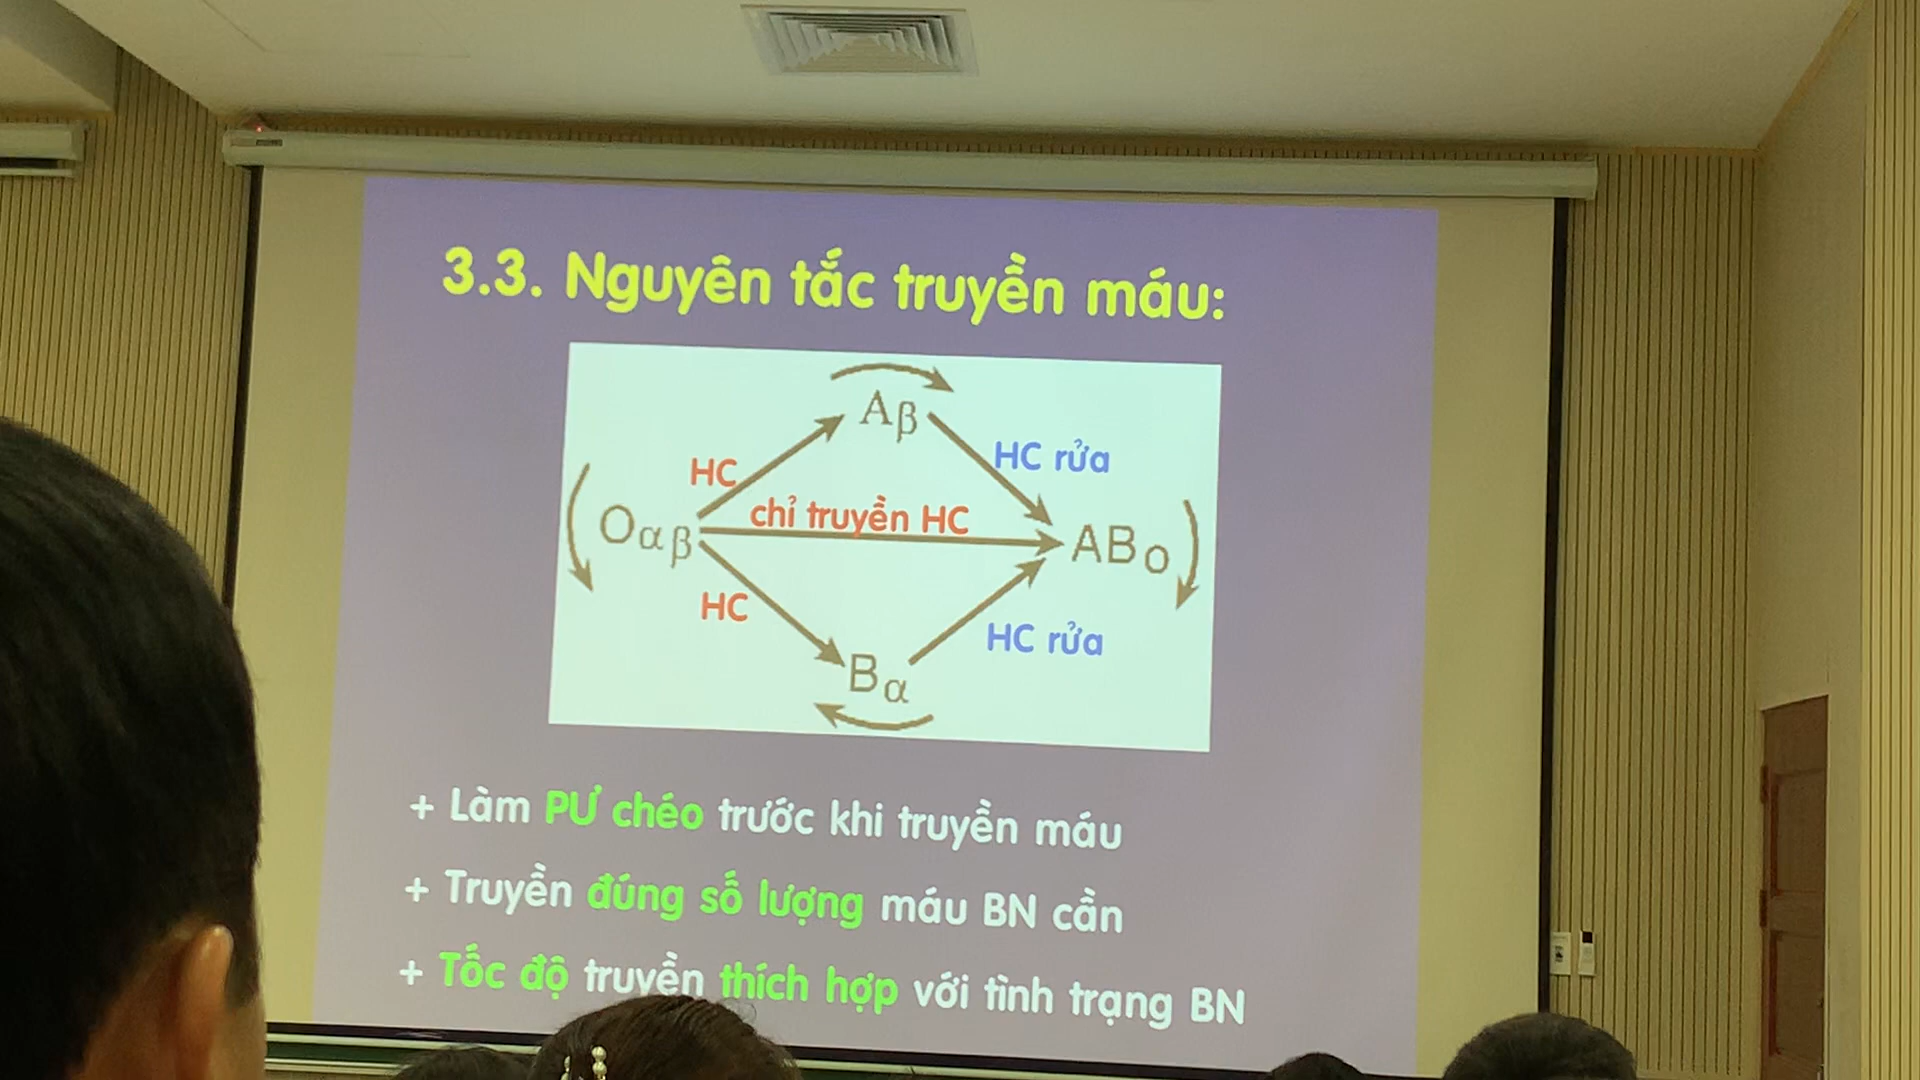 3.3. Nguyên tắc truyền máu:
Aβ
HC
HC rửa
chỉ truyền HC
Oαβ
ABo
HC
HC rửa
Bα
+ Làm PƯ chéo trước khi truyền máu
+ Truyền đúng số lượng máu BN cần
+ Tốc độ truyền thích hợp với tình trạng BN